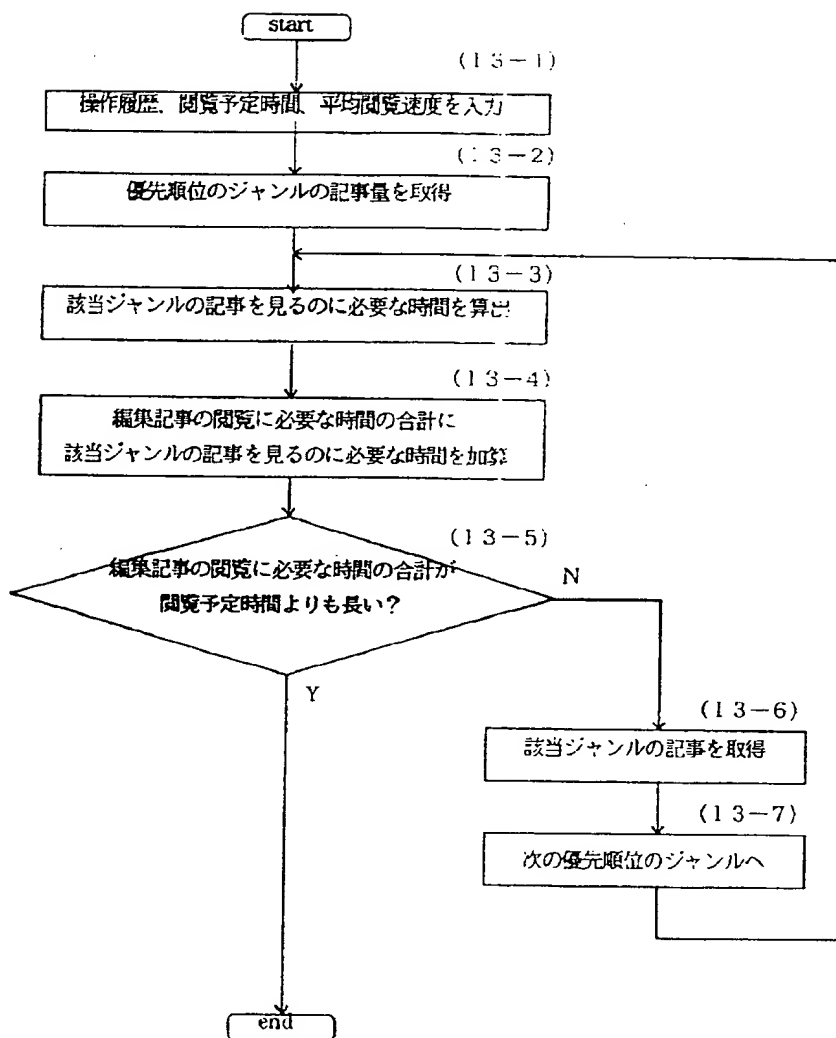 start
(13-1)
操作履歴、閲覧予定時間、平均閲覧速度を入力
(13-2)
優先順位のジャンルの記事量を取得
(13-3)
該当ジャンルの記事を見るのに必要な時間を算出
(13-4)
編集記事の閲覧に必要な時間の合計に
該当ジャンルの記事を見るのに必要な時間を加算
(13-5)
編集記事の閲覧に必要な時間の合計が
閲覧予定時間よりも長い？
N
Y
(13-6)
該当ジャンルの記事を取得
(13-7)
次の優先順位のジャンルへ
end